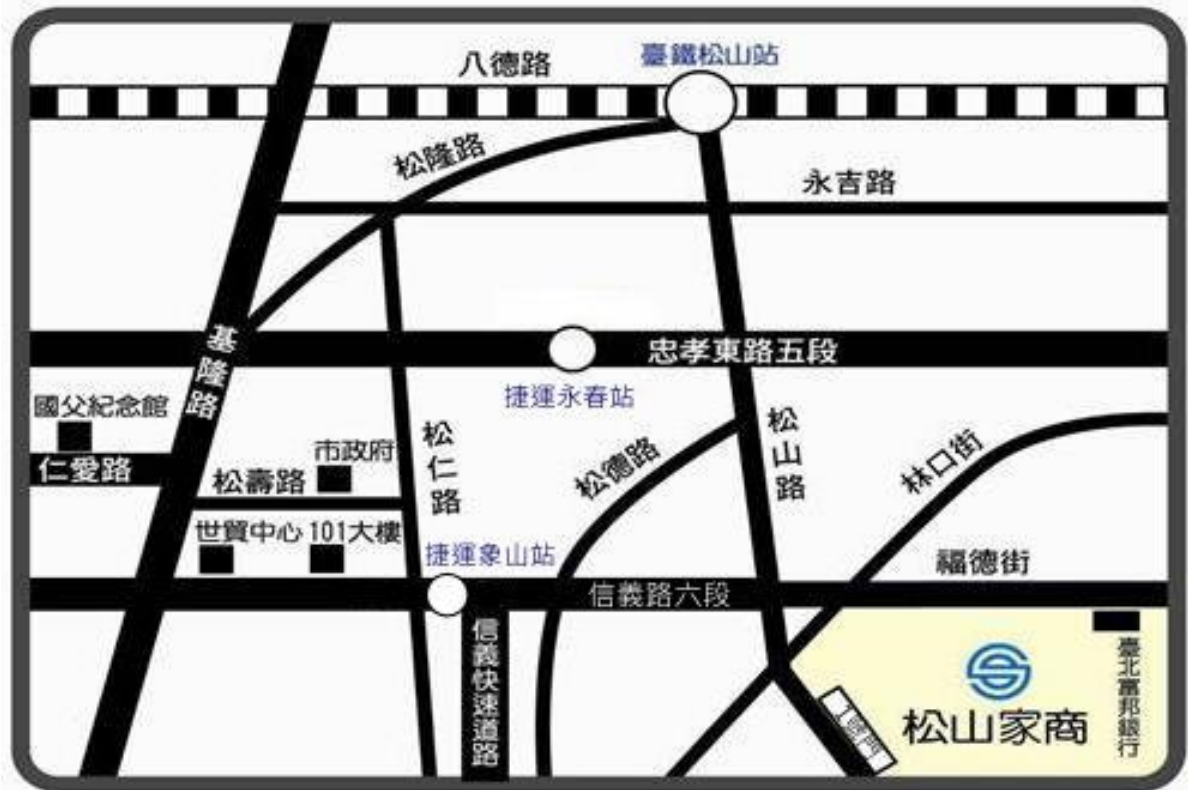 八德路
臺鐵松山站
松隆路
永吉路
基隆路
忠孝東路五段
捷運永春站
國父紀念館
仁愛路
市政府
松壽路
松仁路
松德路
松山路
林口街
世貿中心
101大樓
捷運象山站
福德街
信義路六段
信義快速道路
臺北富邦銀行
松山家商
1號門